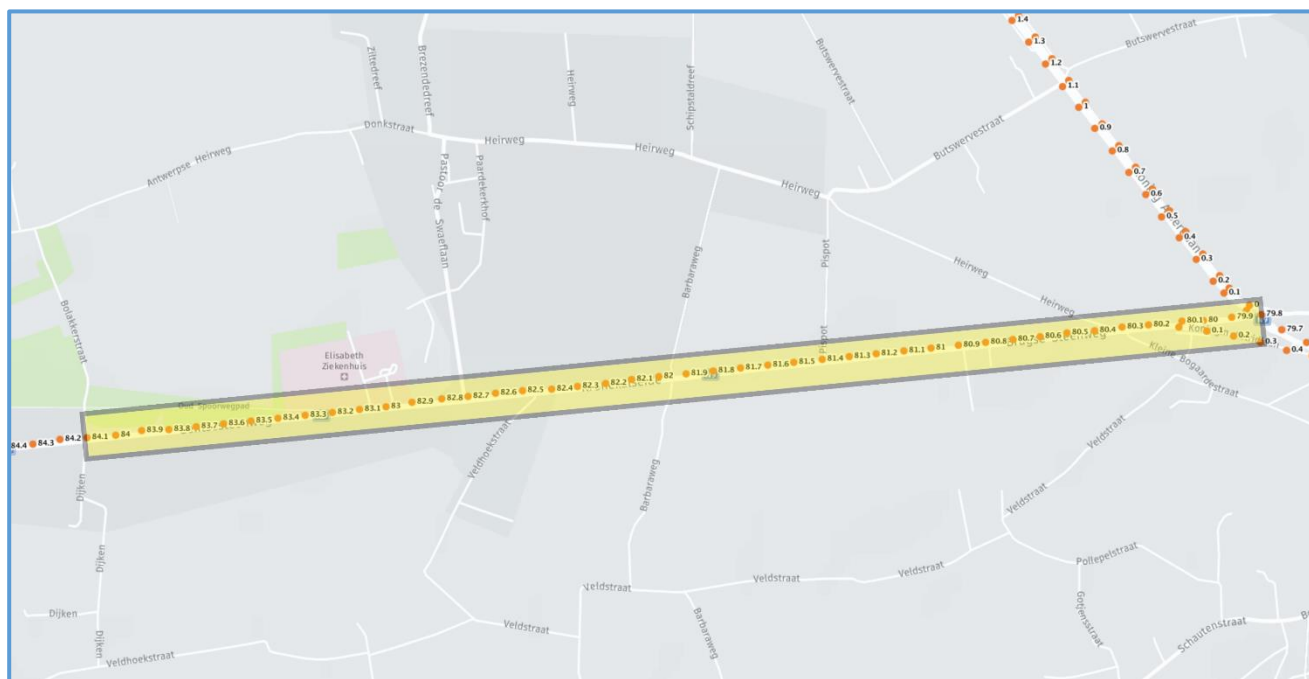 1.4
1.3
1.2
1.1
1
0.9
0.8
0.7
0.6
0.5
0.4
0.3
0.2
0.1
0
Butswervestraat
Butswervestraat
Butswervestraat
Ziltedreef
Brezendedreef
Heirweg
Schipstaldreef
Donkstraat
Heirweg
Heirweg
Heirweg
Antwerpse Heirweg
Pastoor de Swaeflaan
Paardekerkhof
Barbaraweg
Pispot
Heirweg
Heirweg
Bolakkerstraat
Elisabeth
Ziekenhuis
Oud Spoorwegpad
Pispot
Kleine Bogaardestraat
84.4
84.3
84.2
84.1
84
83.9
83.8
83.7
83.6
83.5
83.4
83.3
83.2
83.1
83
82.9
82.8
82.7
82.6
82.5
82.4
82.3
82.2
82.1
82
81.9
81.8
81.7
81.6
81.5
81.4
81.3
81.2
81.1
81
80.9
80.8
80.7
80.6
80.5
80.4
80.3
80.2
80.1
80
79.9
79.8
79.7
0.1
0.2
0.3
0.4
Dijken
Veldhoekstraat
Barbaraweg
Veldstraat
Veldstraat
Dijken
Dijken
Dijken
Veldhoekstraat
Veldstraat
Veldstraat
Veldstraat
Veldstraat
Barbaraweg
Pollepelstraat
Gotjensstraat
Schautenstraat